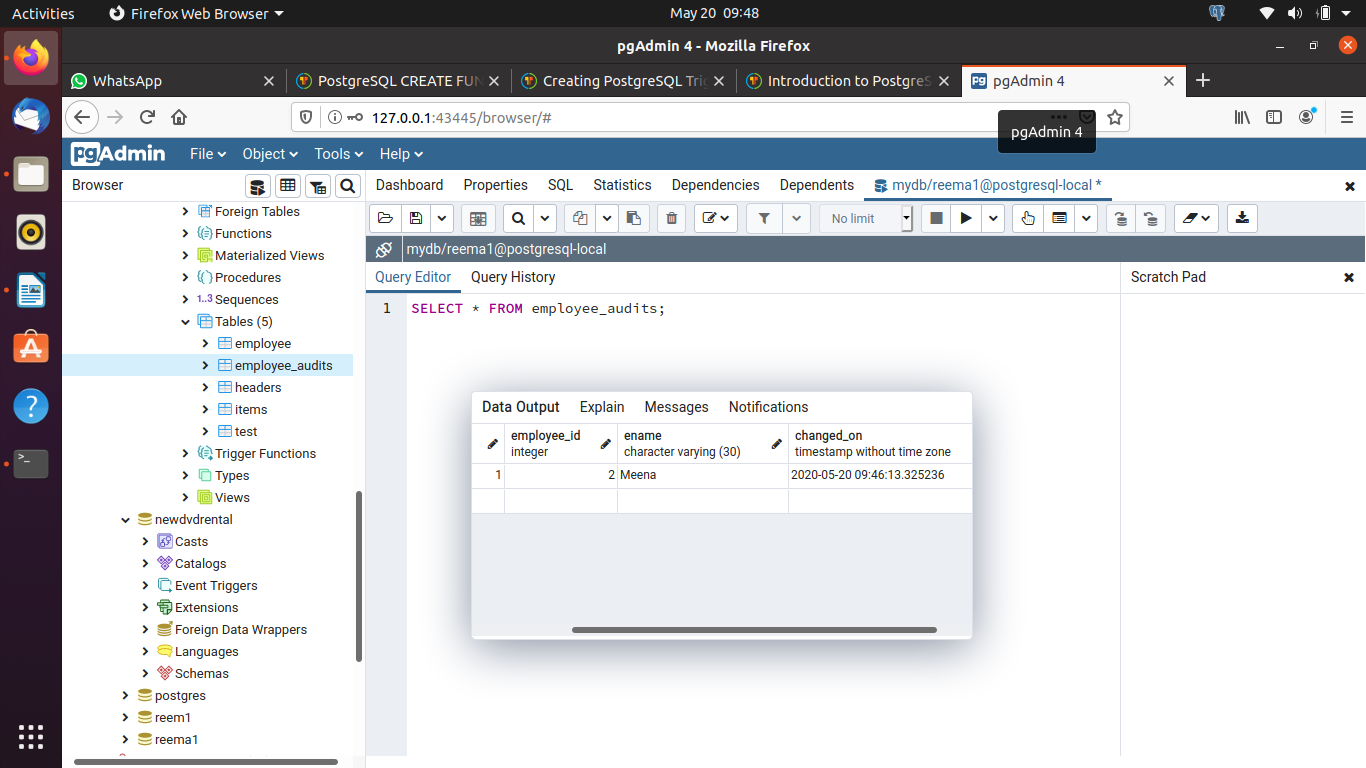 Activities Firefox Web Browser May 20 09:48
pgAdmin 4 - Mozilla Firefox
WhatsApp PostgreSQL CREATE FUN Creating PostgreSQL Trig Introduction to PostgreS pgAdmin 4
127.0.0.1:43445/browser/#
pgAdmin 4
pgAdmin File Object Tools Help
Browser Dashboard Properties SQL Statistics Dependencies Dependents mydb/reema1@postgresql-local *
No limit
mydb/reema1@postgresql-local
Query Editor Query History Scratch Pad
1 SELECT * FROM employee_audits;
Foreign Tables
Functions
Materialized Views
Procedures
1..3 Sequences
Tables (5)
employee
employee_audits
headers
items
test
Trigger Functions
Types
Views
newdvdrental
Casts
Catalogs
Event Triggers
Extensions
Foreign Data Wrappers
Languages
Schemas
postgres
reem1
reema1
Data Output Explain Messages Notifications
employee_id ename changed_on
integer character varying (30) timestamp without time zone
1 2 Meena 2020-05-20 09:46:13.325236